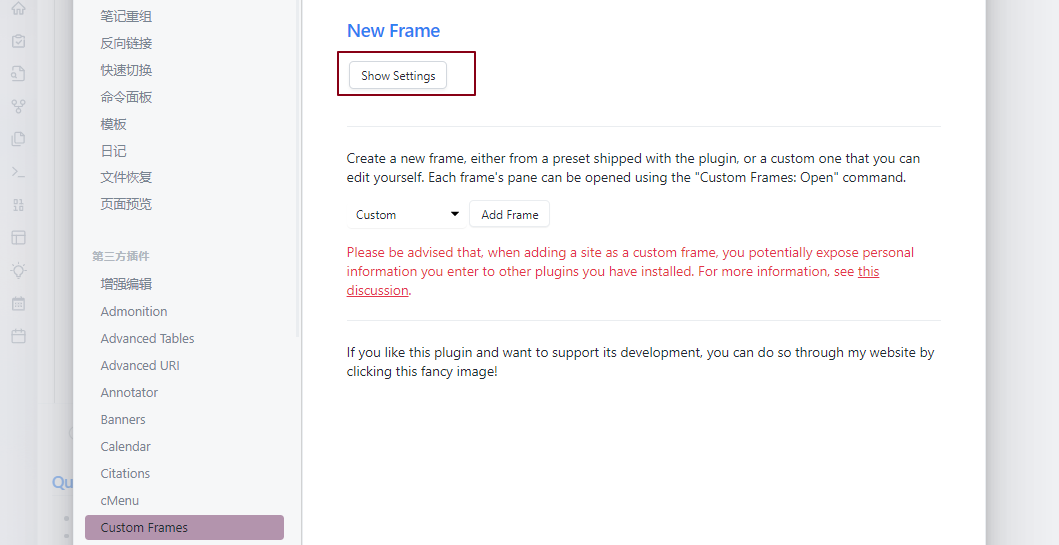 笔记重组
反向链接
快速切换
命令面板
模板
日记
文件恢复
页面预览
第三方插件
增强编辑
Admonition
Advanced Tables
Advanced URI
Annotator
Banners
Calendar
Citations
cMenu
Custom Frames
Qu
New Frame
Show Settings
Create a new frame, either from a preset shipped with the plugin, or a custom one that you can
edit yourself. Each frame's pane can be opened using the "Custom Frames: Open" command.
Custom
Add Frame
Please be advised that, when adding a site as a custom frame, you potentially expose personal
information you enter to other plugins you have installed. For more information, see this
discussion.
If you like this plugin and want to support its development, you can do so through my website by
clicking this fancy image!